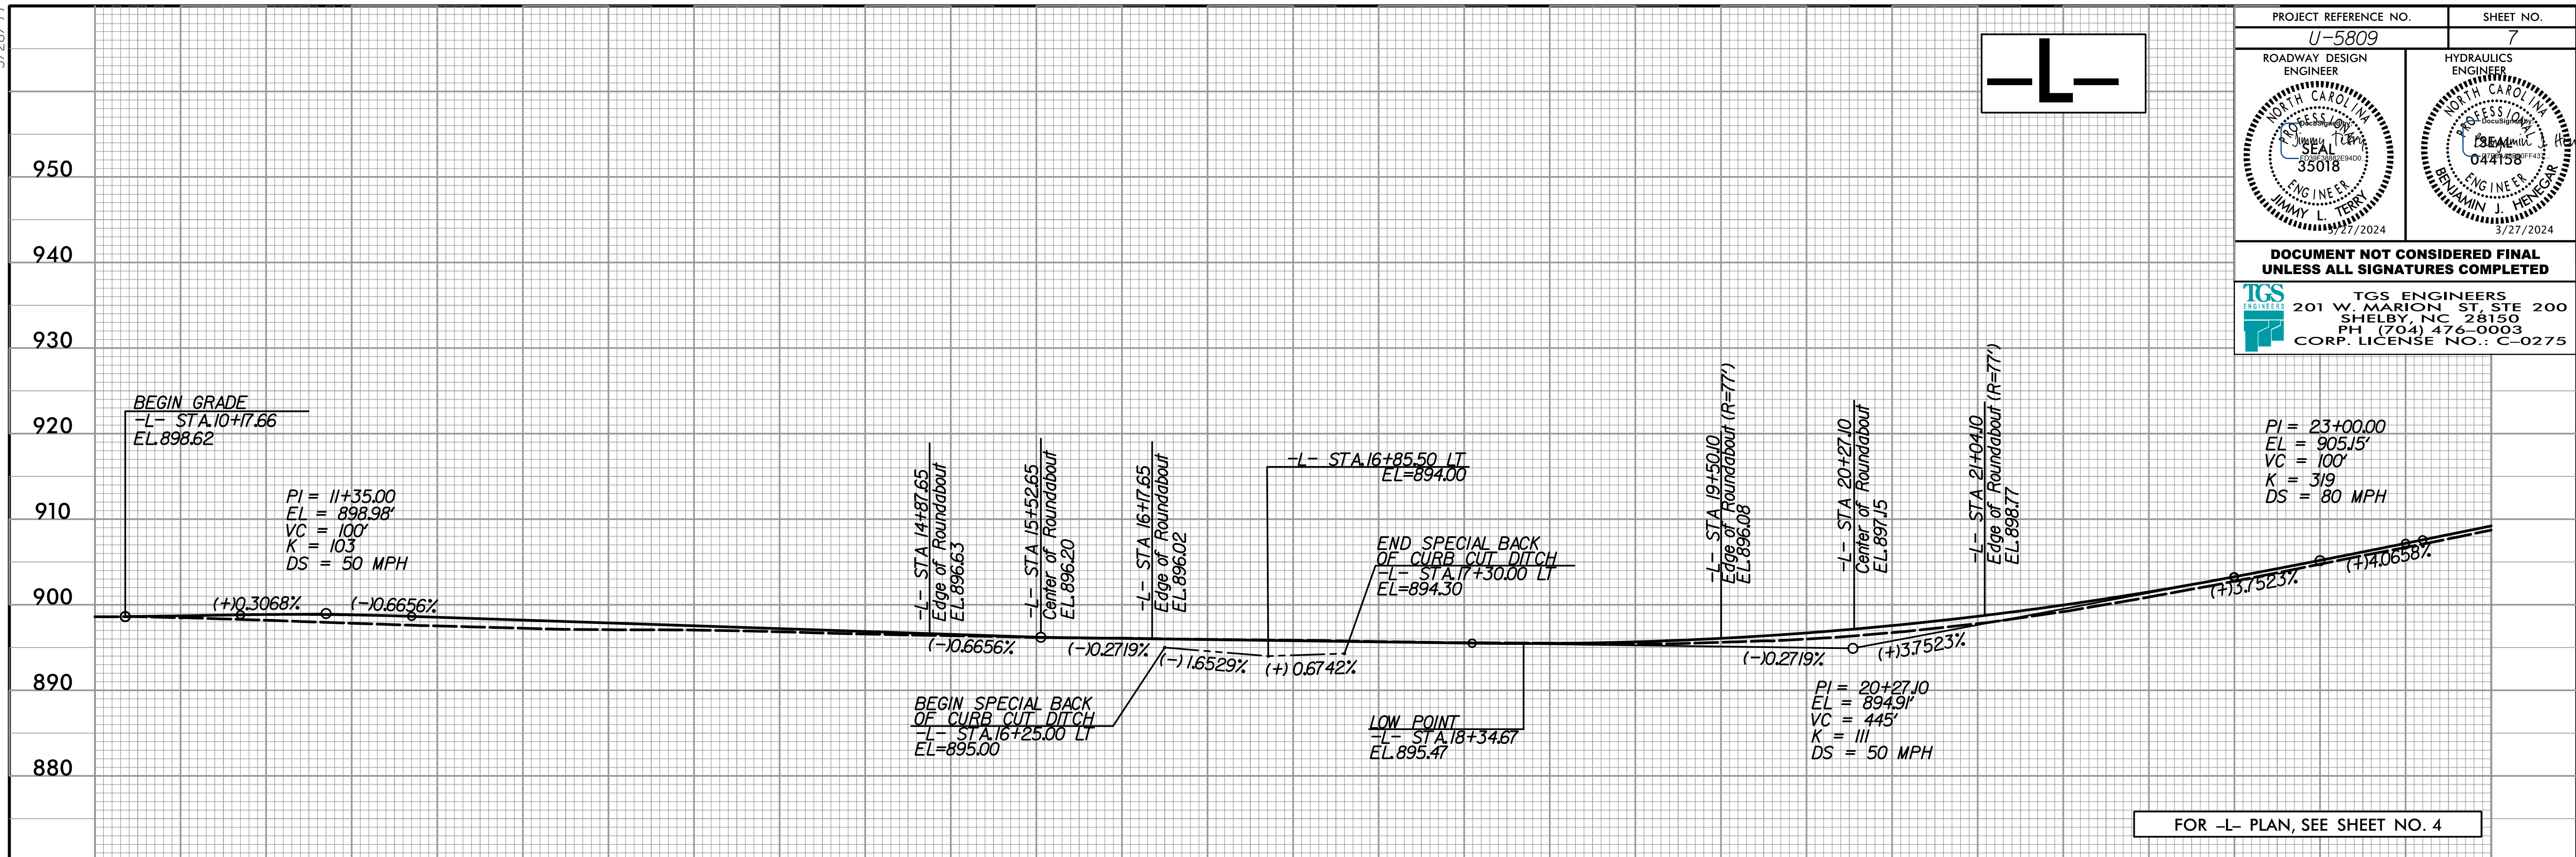 PROJECT REFERENCE NO.
SHEET NO.
U-5809
7
ROADWAY DESIGN
ENGINEER
HYDRAULICS
ENGINEER
NORTH CAROLINA
PROFESSIONAL
DocuSigned by:
Jimmy Terry
SEAL
35018
ENGINEER
JIMMY L. TERRY
3/27/2024
NORTH CAROLINA
PROFESSIONAL
DocuSigned by:
SEAL
044158
ENGINEER
BENJAMIN J. HENEGAR
3/27/2024
DOCUMENT NOT CONSIDERED FINAL
UNLESS ALL SIGNATURES COMPLETED
TGS
ENGINEERS
TGS ENGINEERS
201 W. MARION ST, STE 200
SHELBY, NC 28150
PH (704) 476-0003
CORP. LICENSE NO.: C-0275
-L-
950
940
930
920
910
900
890
880
BEGIN GRADE
-L- STA.10+17.66
EL.898.62
PI = 11+35.00
EL = 898.98'
VC = 100'
K = 103
DS = 50 MPH
(+)0.3068%
(-)0.6656%
-L- STA 14+87.65
Edge of Roundabout
EL.896.63
-L- STA 15+52.65
Center of Roundabout
EL.896.20
-L- STA 16+17.65
Edge of Roundabout
EL.896.02
-L- STA.16+85.50 LT
EL=894.00
END SPECIAL BACK
OF CURB CUT DITCH
-L- STA.17+30.00 LT
EL=894.30
(-)0.6656%
(-)0.2719%
(-)1.6529%
(+)0.6742%
BEGIN SPECIAL BACK
OF CURB CUT DITCH
-L- STA.16+25.00 LT
EL=895.00
LOW POINT
-L- STA.18+34.67
EL.895.47
-L- STA 19+50.10
Edge of Roundabout (R=77')
EL.896.08
-L- STA 20+27.10
Center of Roundabout
EL.897.15
-L- STA 21+04.10
Edge of Roundabout (R=77')
EL.898.77
(-)0.2719%
(+)3.7523%
PI = 20+27.10
EL = 894.91'
VC = 445'
K = 111
DS = 50 MPH
PI = 23+00.00
EL = 905.15'
VC = 100'
K = 319
DS = 80 MPH
(+)3.7523%
(+)4.0658%
FOR -L- PLAN, SEE SHEET NO. 4